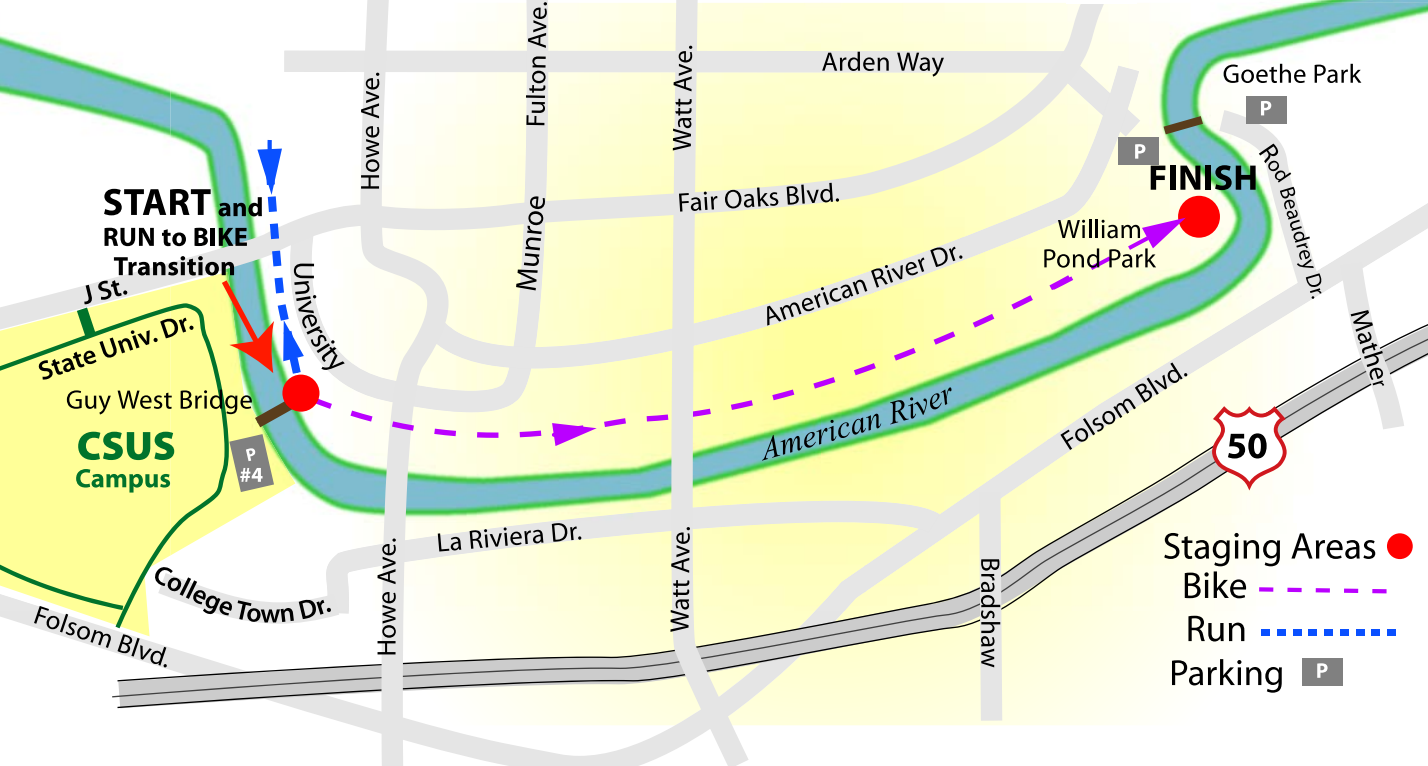 Arden Way
Goethe Park
P
P
Howe Ave.
Fulton Ave.
Watt Ave.
Rod Beaudrey Dr.
FINISH
START and
RUN to BIKE
Transition
Fair Oaks Blvd.
Munroe
William
Pond Park
University
American River Dr.
J St.
State Univ. Dr.
Mather
Guy West Bridge
American River
Folsom Blvd.
CSUS
Campus
P
#4
50
La Riviera Dr.
Howe Ave.
Watt Ave.
Bradshaw
College Town Dr.
Folsom Blvd.
Staging Areas
Bike
Run
Parking P